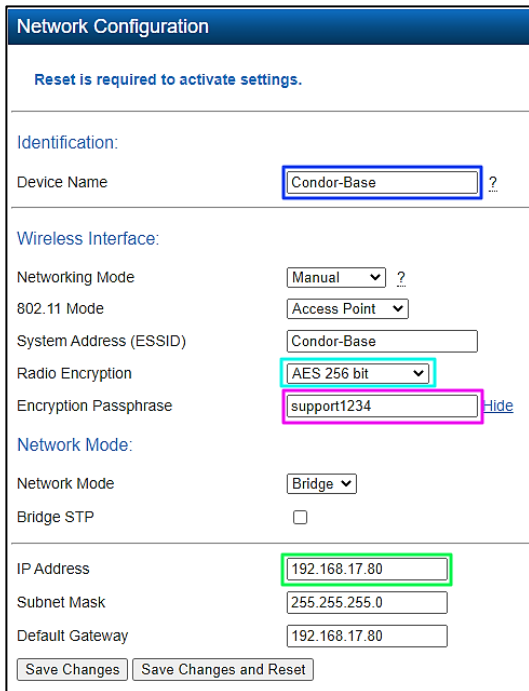 Network Configuration
Reset is required to activate settings.
Identification:
Device Name Condor-Base ?
Wireless Interface:
Networking Mode Manual ?
802.11 Mode Access Point
System Address (ESSID) Condor-Base
Radio Encryption AES 256 bit
Encryption Passphrase support1234 Hide
Network Mode:
Network Mode Bridge
Bridge STP
IP Address 192.168.17.80
Subnet Mask 255.255.255.0
Default Gateway 192.168.17.80
Save Changes Save Changes and Reset